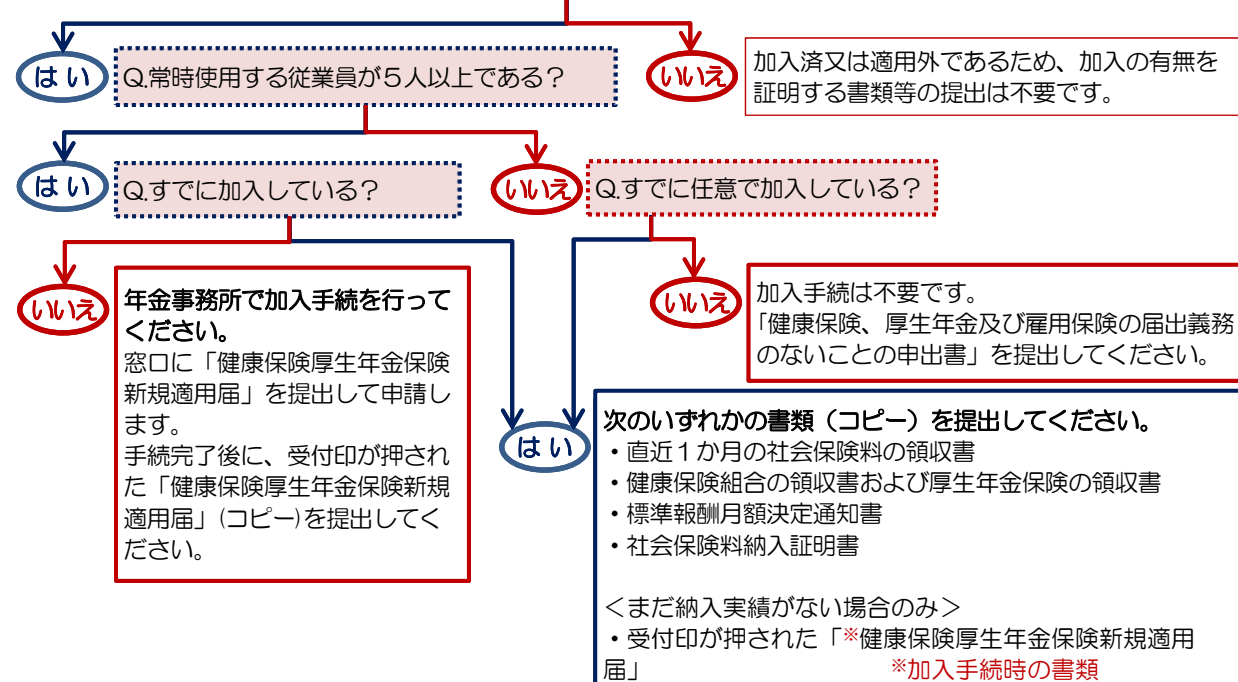 はい
Q.常時使用する従業員が５人以上である？
いいえ
加入済又は適用外であるため、加入の有無を
証明する書類等の提出は不要です。
はい
Q.すでに加入している？
いいえ
Q.すでに任意で加入している？
いいえ
年金事務所で加入手続を行って
ください。
窓口に「健康保険厚生年金保険
新規適用届」を提出して申請し
ます。
手続完了後に、受付印が押され
た「健康保険厚生年金保険新規
適用届」(コピー)を提出してく
ださい。
いいえ
加入手続は不要です。
「健康保険、厚生年金及び雇用保険の届出義務
のないことの申出書」を提出してください。
はい
次のいずれかの書類（コピー）を提出してください。
・直近１か月の社会保険料の領収書
・健康保険組合の領収書および厚生年金保険の領収書
・標準報酬月額決定通知書
・社会保険料納入証明書
＜まだ納入実績がない場合のみ＞
・受付印が押された「※健康保険厚生年金保険新規適用
届」 ※加入手続時の書類